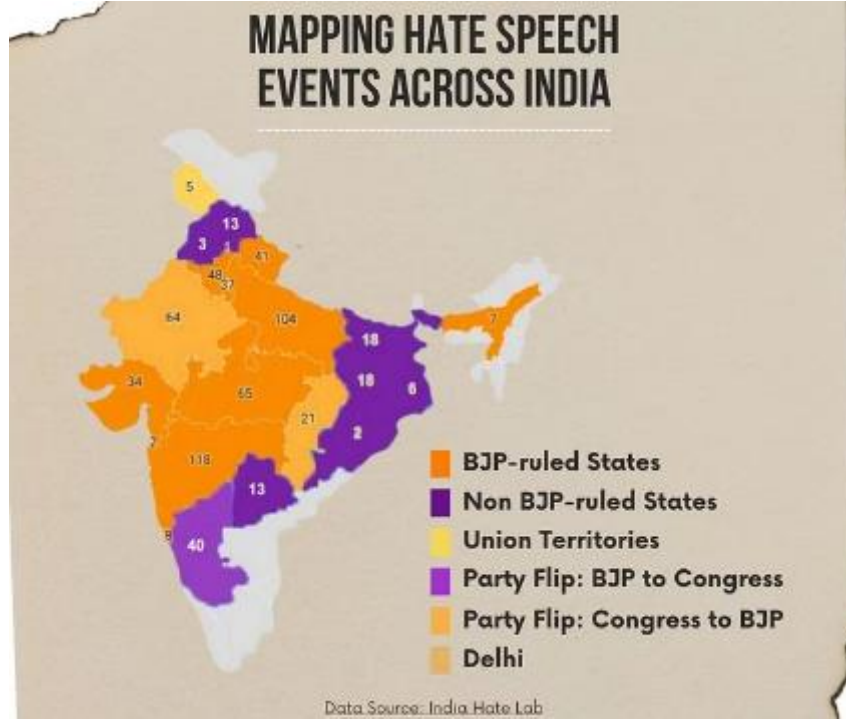 MAPPING HATE SPEECH
EVENTS ACROSS INDIA
5
13
3
41
48
37
64
104
18
34
65
18
6
21
2
118
13
40
7
BJP-ruled States
Non BJP-ruled States
Union Territories
Party Flip: BJP to Congress
Party Flip: Congress to BJP
Delhi
Data Source: India Hate Lab